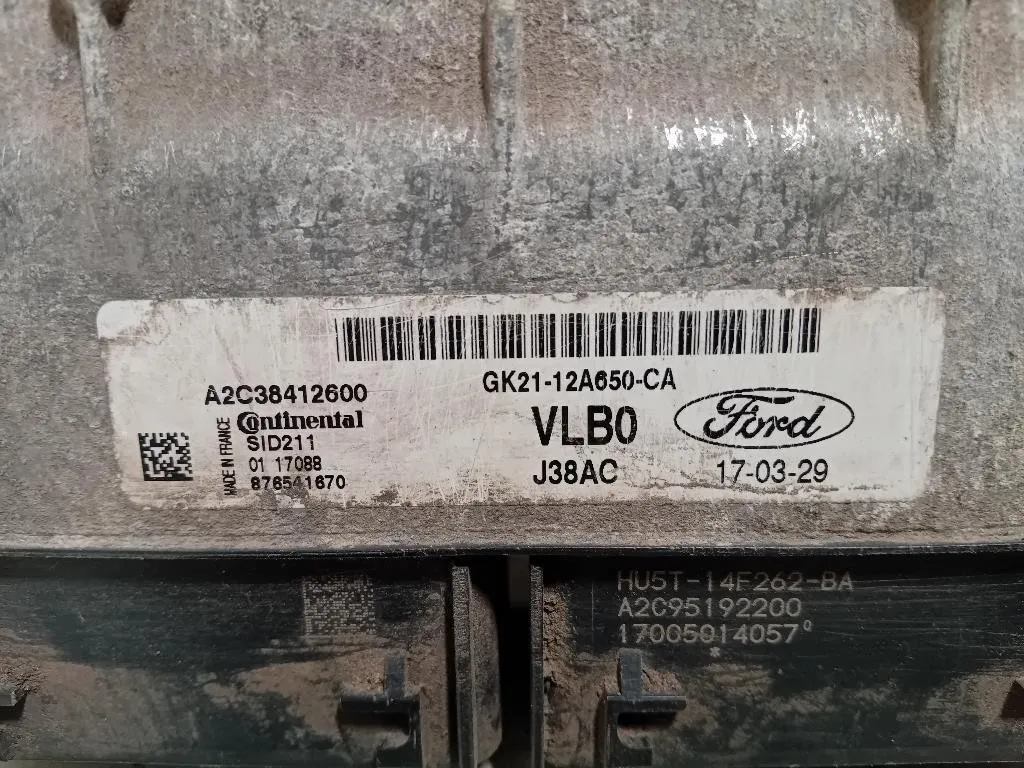 GK21-12A650-CA
A2C38412600
Continental
SID211
01 17088
876541670
MADE IN FRANCE
VLB0
J38AC
Ford
17-03-29
HU5T-14F262-BA
A2C95192200
17005014057°
*